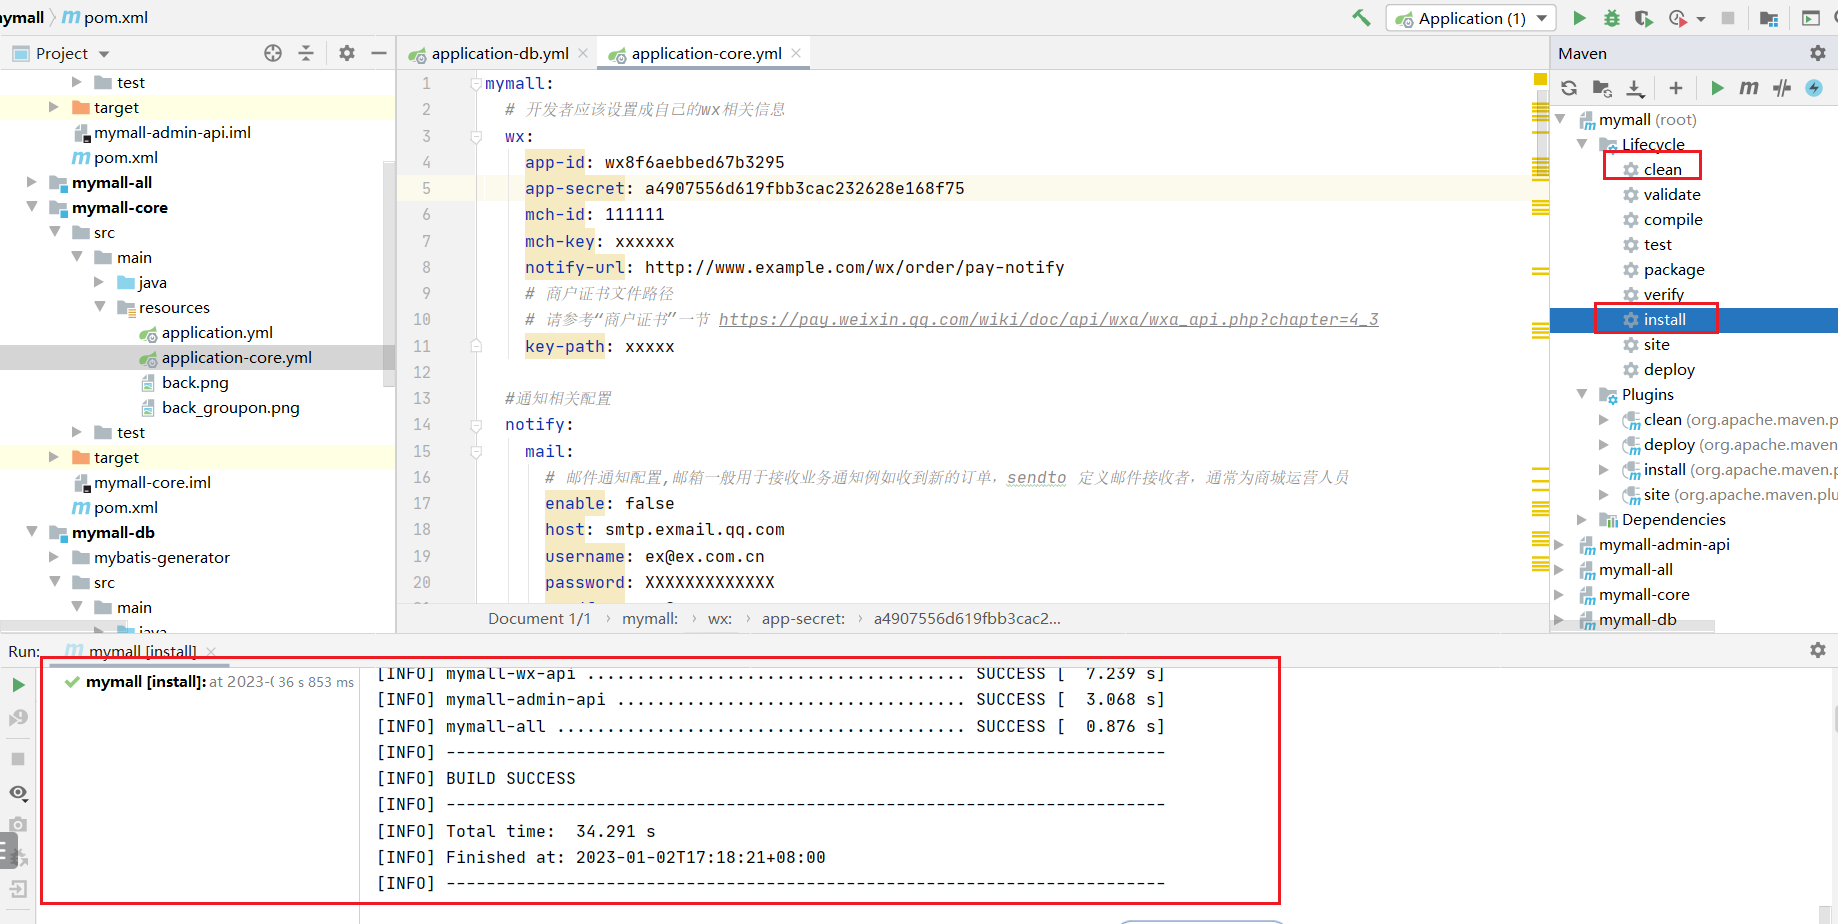 mymall pom.xml
Application (1)
Project
application-db.yml
application-core.yml
Maven
test
target
mymall-admin-api.iml
pom.xml
mymall-all
mymall-core
src
main
java
resources
application.yml
application-core.yml
back.png
back_groupon.png
test
target
mymall-core.iml
pom.xml
mymall-db
mybatis-generator
src
main
java
1 mymall:
2 # 开发者应该设置成自己的wx相关信息
3 wx:
4 app-id: wx8f6aebbed67b3295
5 app-secret: a4907556d619fbb3cac232628e168f75
6 mch-id: 111111
7 mch-key: xxxxxx
8 notify-url: http://www.example.com/wx/order/pay-notify
9 # 商户证书文件路径
10 # 请参考“商户证书”一节 https://pay.weixin.qq.com/wiki/doc/api/wxa/wxa_api.php?chapter=4_3
11 key-path: xxxxx
12
13 #通知相关配置
14 notify:
15 mail:
16 # 邮件通知配置,邮箱一般用于接收业务通知例如收到新的订单，sendto 定义邮件接收者，通常为商城运营人员
17 enable: false
18 host: smtp.exmail.qq.com
19 username: ex@ex.com.cn
20 password: XXXXXXXXXXXXX
Document 1/1 › mymall: › wx: › app-secret: › a4907556d619fbb3cac2...
mymall (root)
Lifecycle
clean
validate
compile
test
package
verify
install
site
deploy
Plugins
clean (org.apache.maven.p
deploy (org.apache.maven
install (org.apache.maven.p
site (org.apache.maven.plu
Dependencies
mymall-admin-api
mymall-all
mymall-core
mymall-db
Run: mymall [install]
mymall [install]: at 2023-0 36 s 853 ms
[INFO] mymall-wx-api ...................................... SUCCESS [  7.239 s]
[INFO] mymall-admin-api ................................... SUCCESS [  3.068 s]
[INFO] mymall-all ......................................... SUCCESS [  0.876 s]
[INFO] ------------------------------------------------------------------------
[INFO] BUILD SUCCESS
[INFO] ------------------------------------------------------------------------
[INFO] Total time:  34.291 s
[INFO] Finished at: 2023-01-02T17:18:21+08:00
[INFO] ------------------------------------------------------------------------